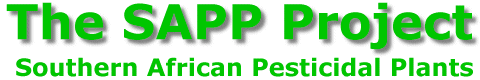 The SAPP Project
Southern African Pesticidal Plants